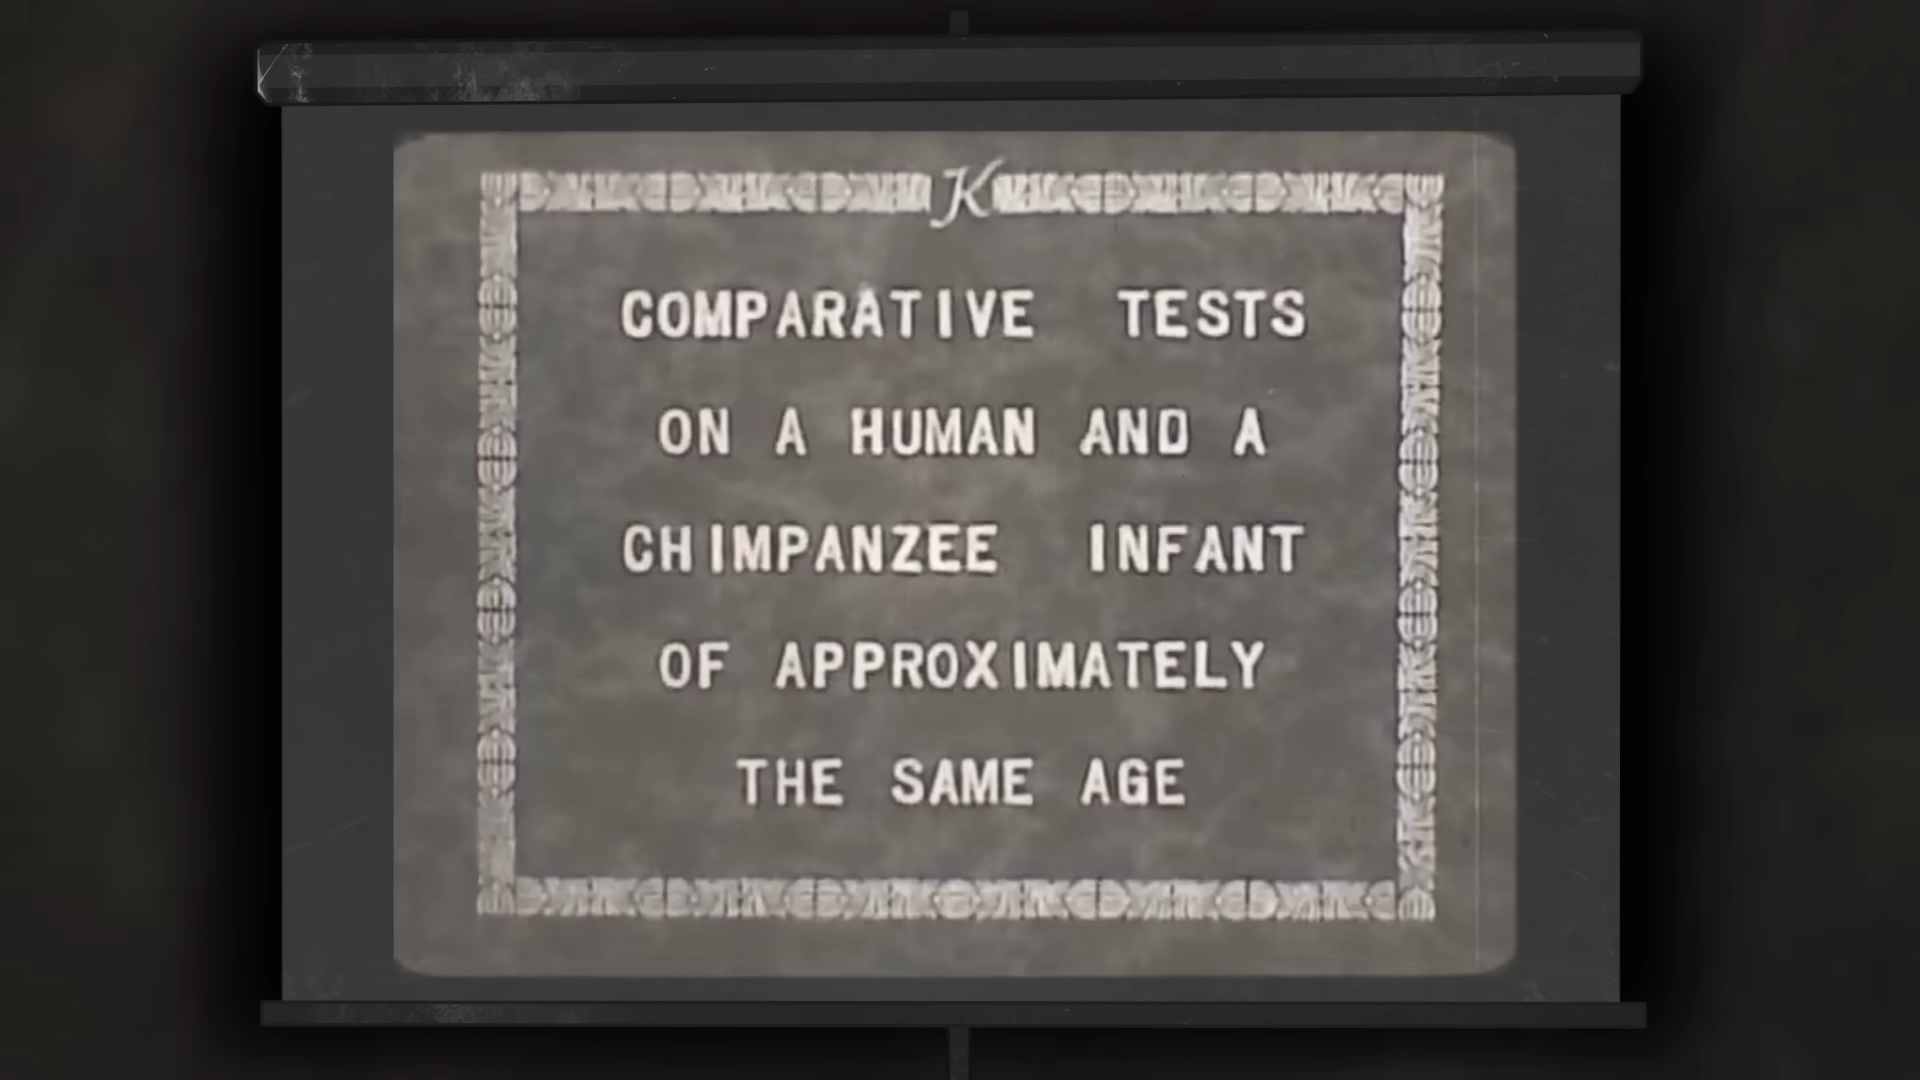 K
COMPARATIVE TESTS
ON A HUMAN AND A
CHIMPANZEE INFANT
OF APPROXIMATELY
THE SAME AGE